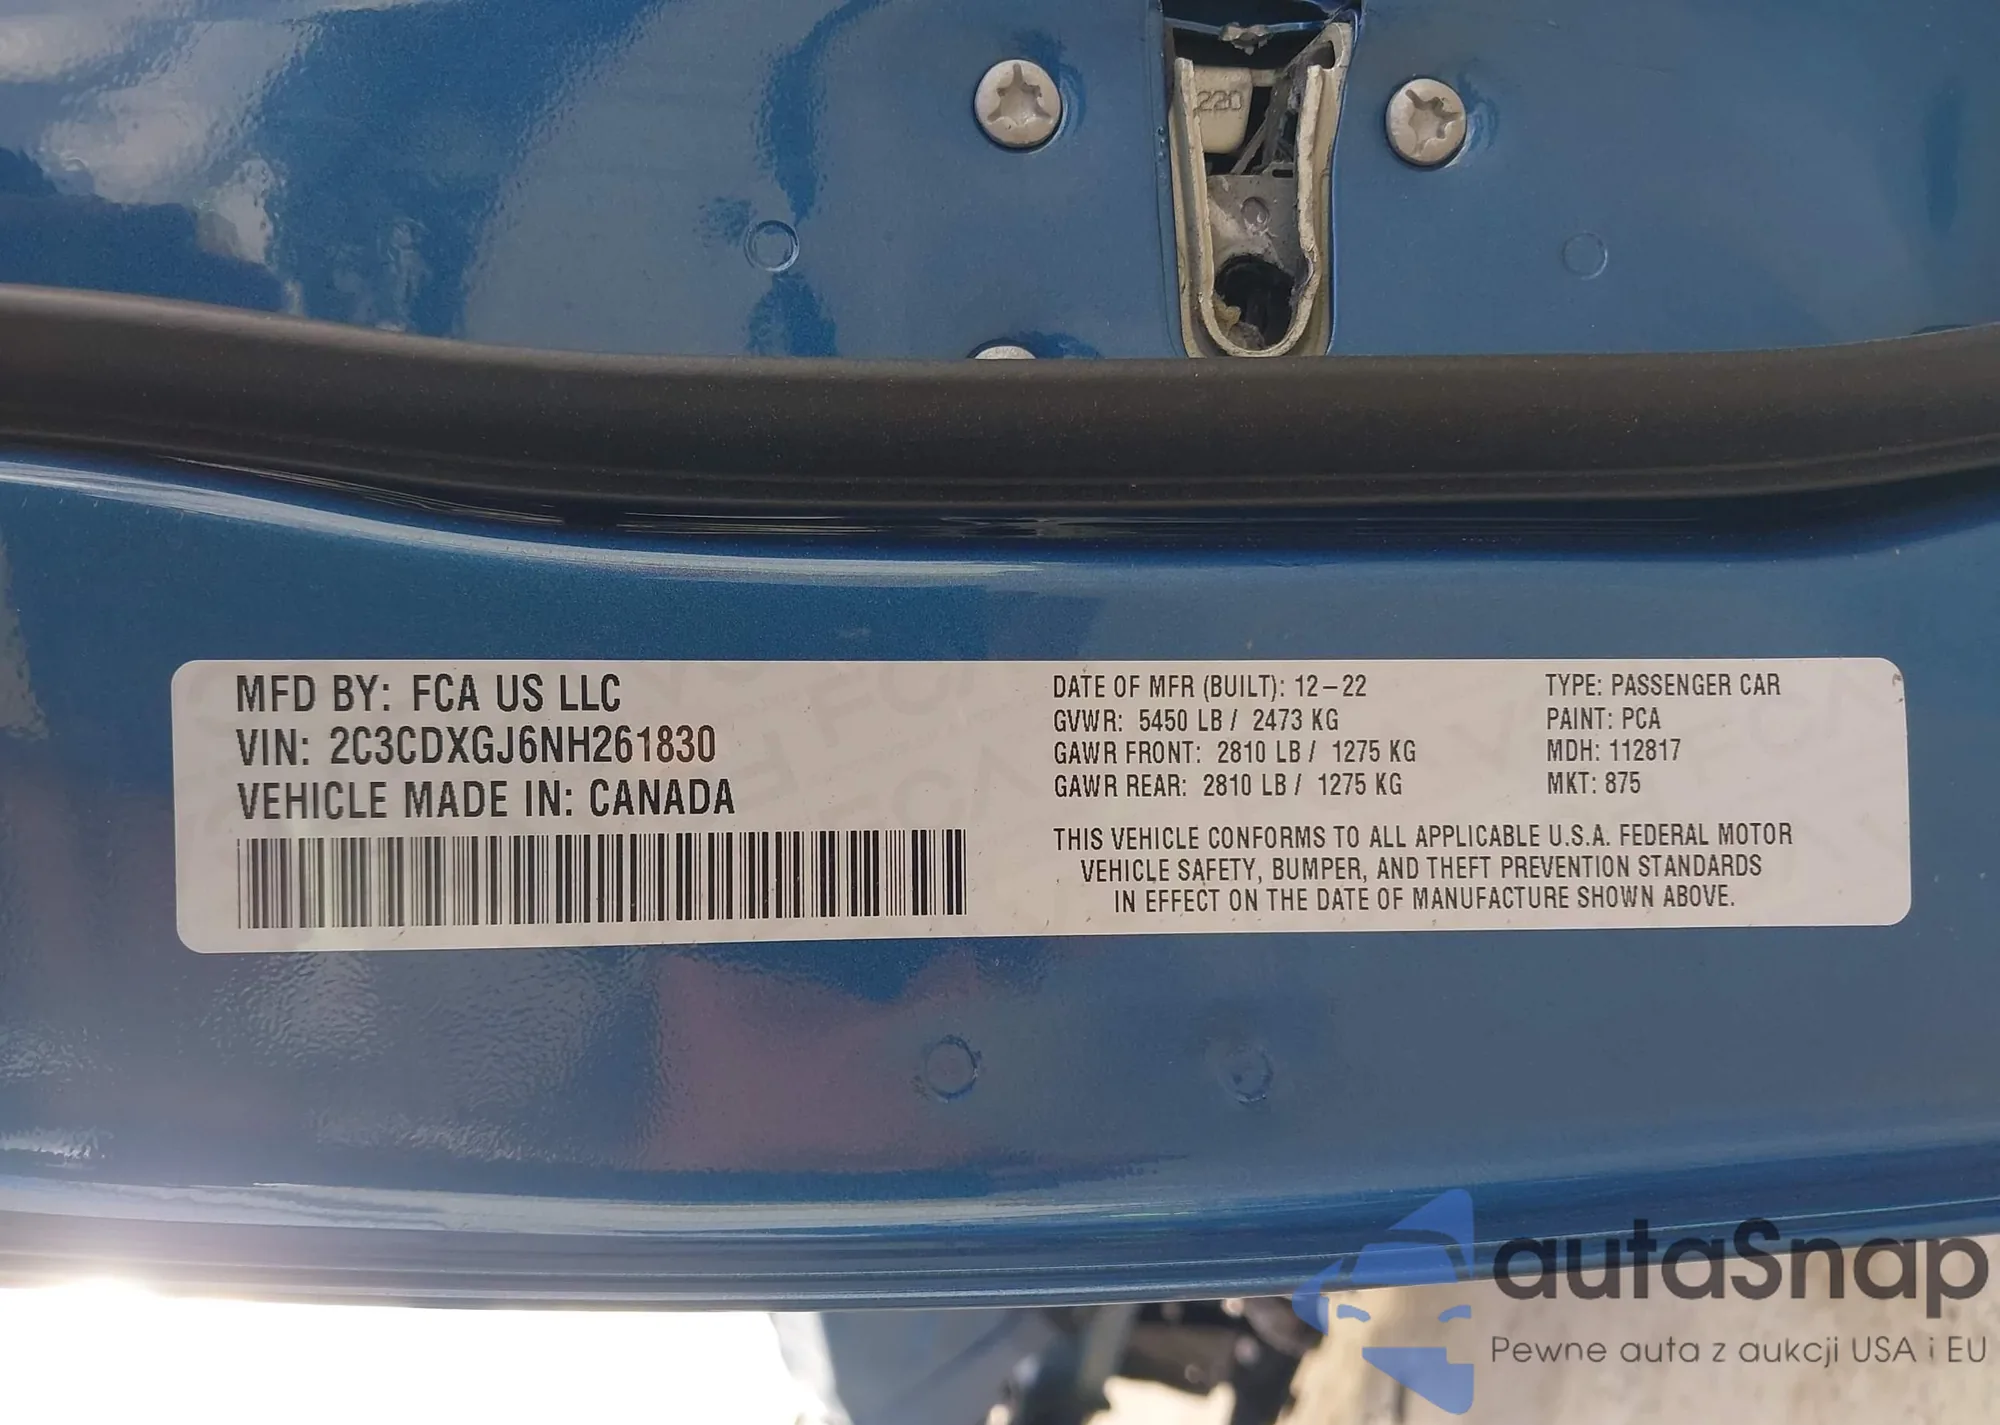 220
MFD BY: FCA US LLC
VIN: 2C3CDXGJ6NH261830
VEHICLE MADE IN: CANADA
DATE OF MFR (BUILT): 12-22
GVWR: 5450 LB / 2473 KG
GAWR FRONT: 2810 LB / 1275 KG
GAWR REAR: 2810 LB / 1275 KG
TYPE: PASSENGER CAR
PAINT: PCA
MDH: 112817
MKT: 875
THIS VEHICLE CONFORMS TO ALL APPLICABLE U.S.A. FEDERAL MOTOR
VEHICLE SAFETY, BUMPER, AND THEFT PREVENTION STANDARDS
IN EFFECT ON THE DATE OF MANUFACTURE SHOWN ABOVE.
autaSnap
Pewne auta z aukcji USA i EU